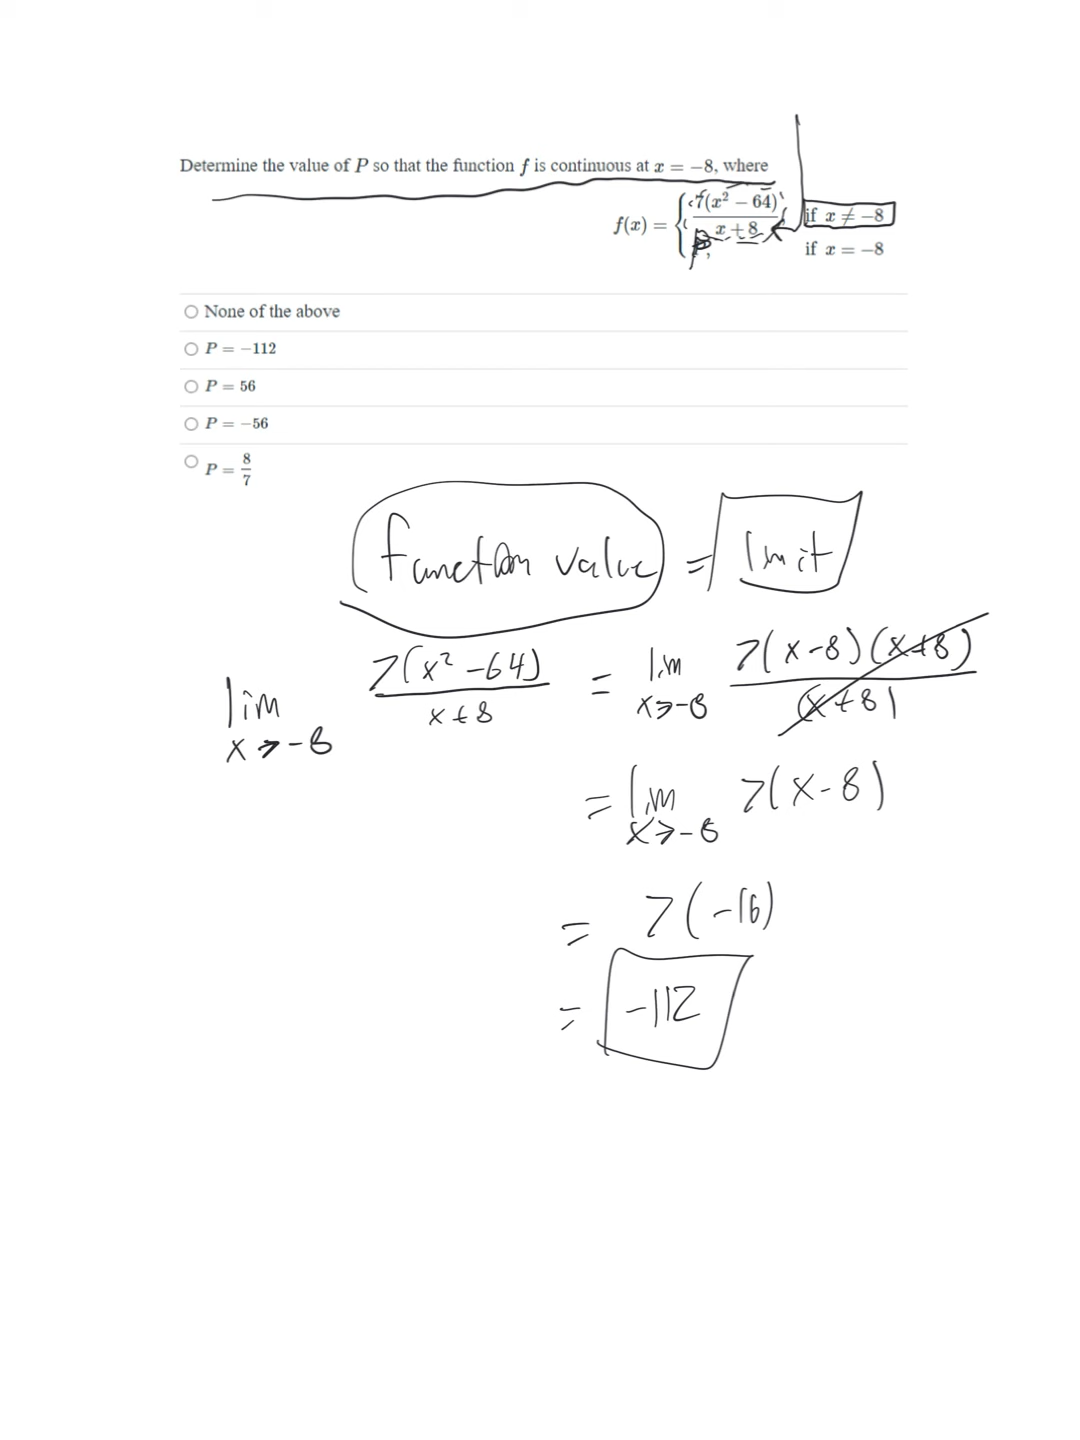 Determine the value of P so that the function f is continuous at x = −8, where
f(x) = { 7(x² − 64) / x + 8, if x ≠ −8
P, if x = −8
None of the above
P = −112
P = 56
P = −56
P = 8/7
function value = limit
lim x→-8 7(x² - 64) / x+8 = lim x→-8 7(x-8)(x+8) / (x+8)
= lim x→-8 7(x-8)
= 7(-16)
= -112